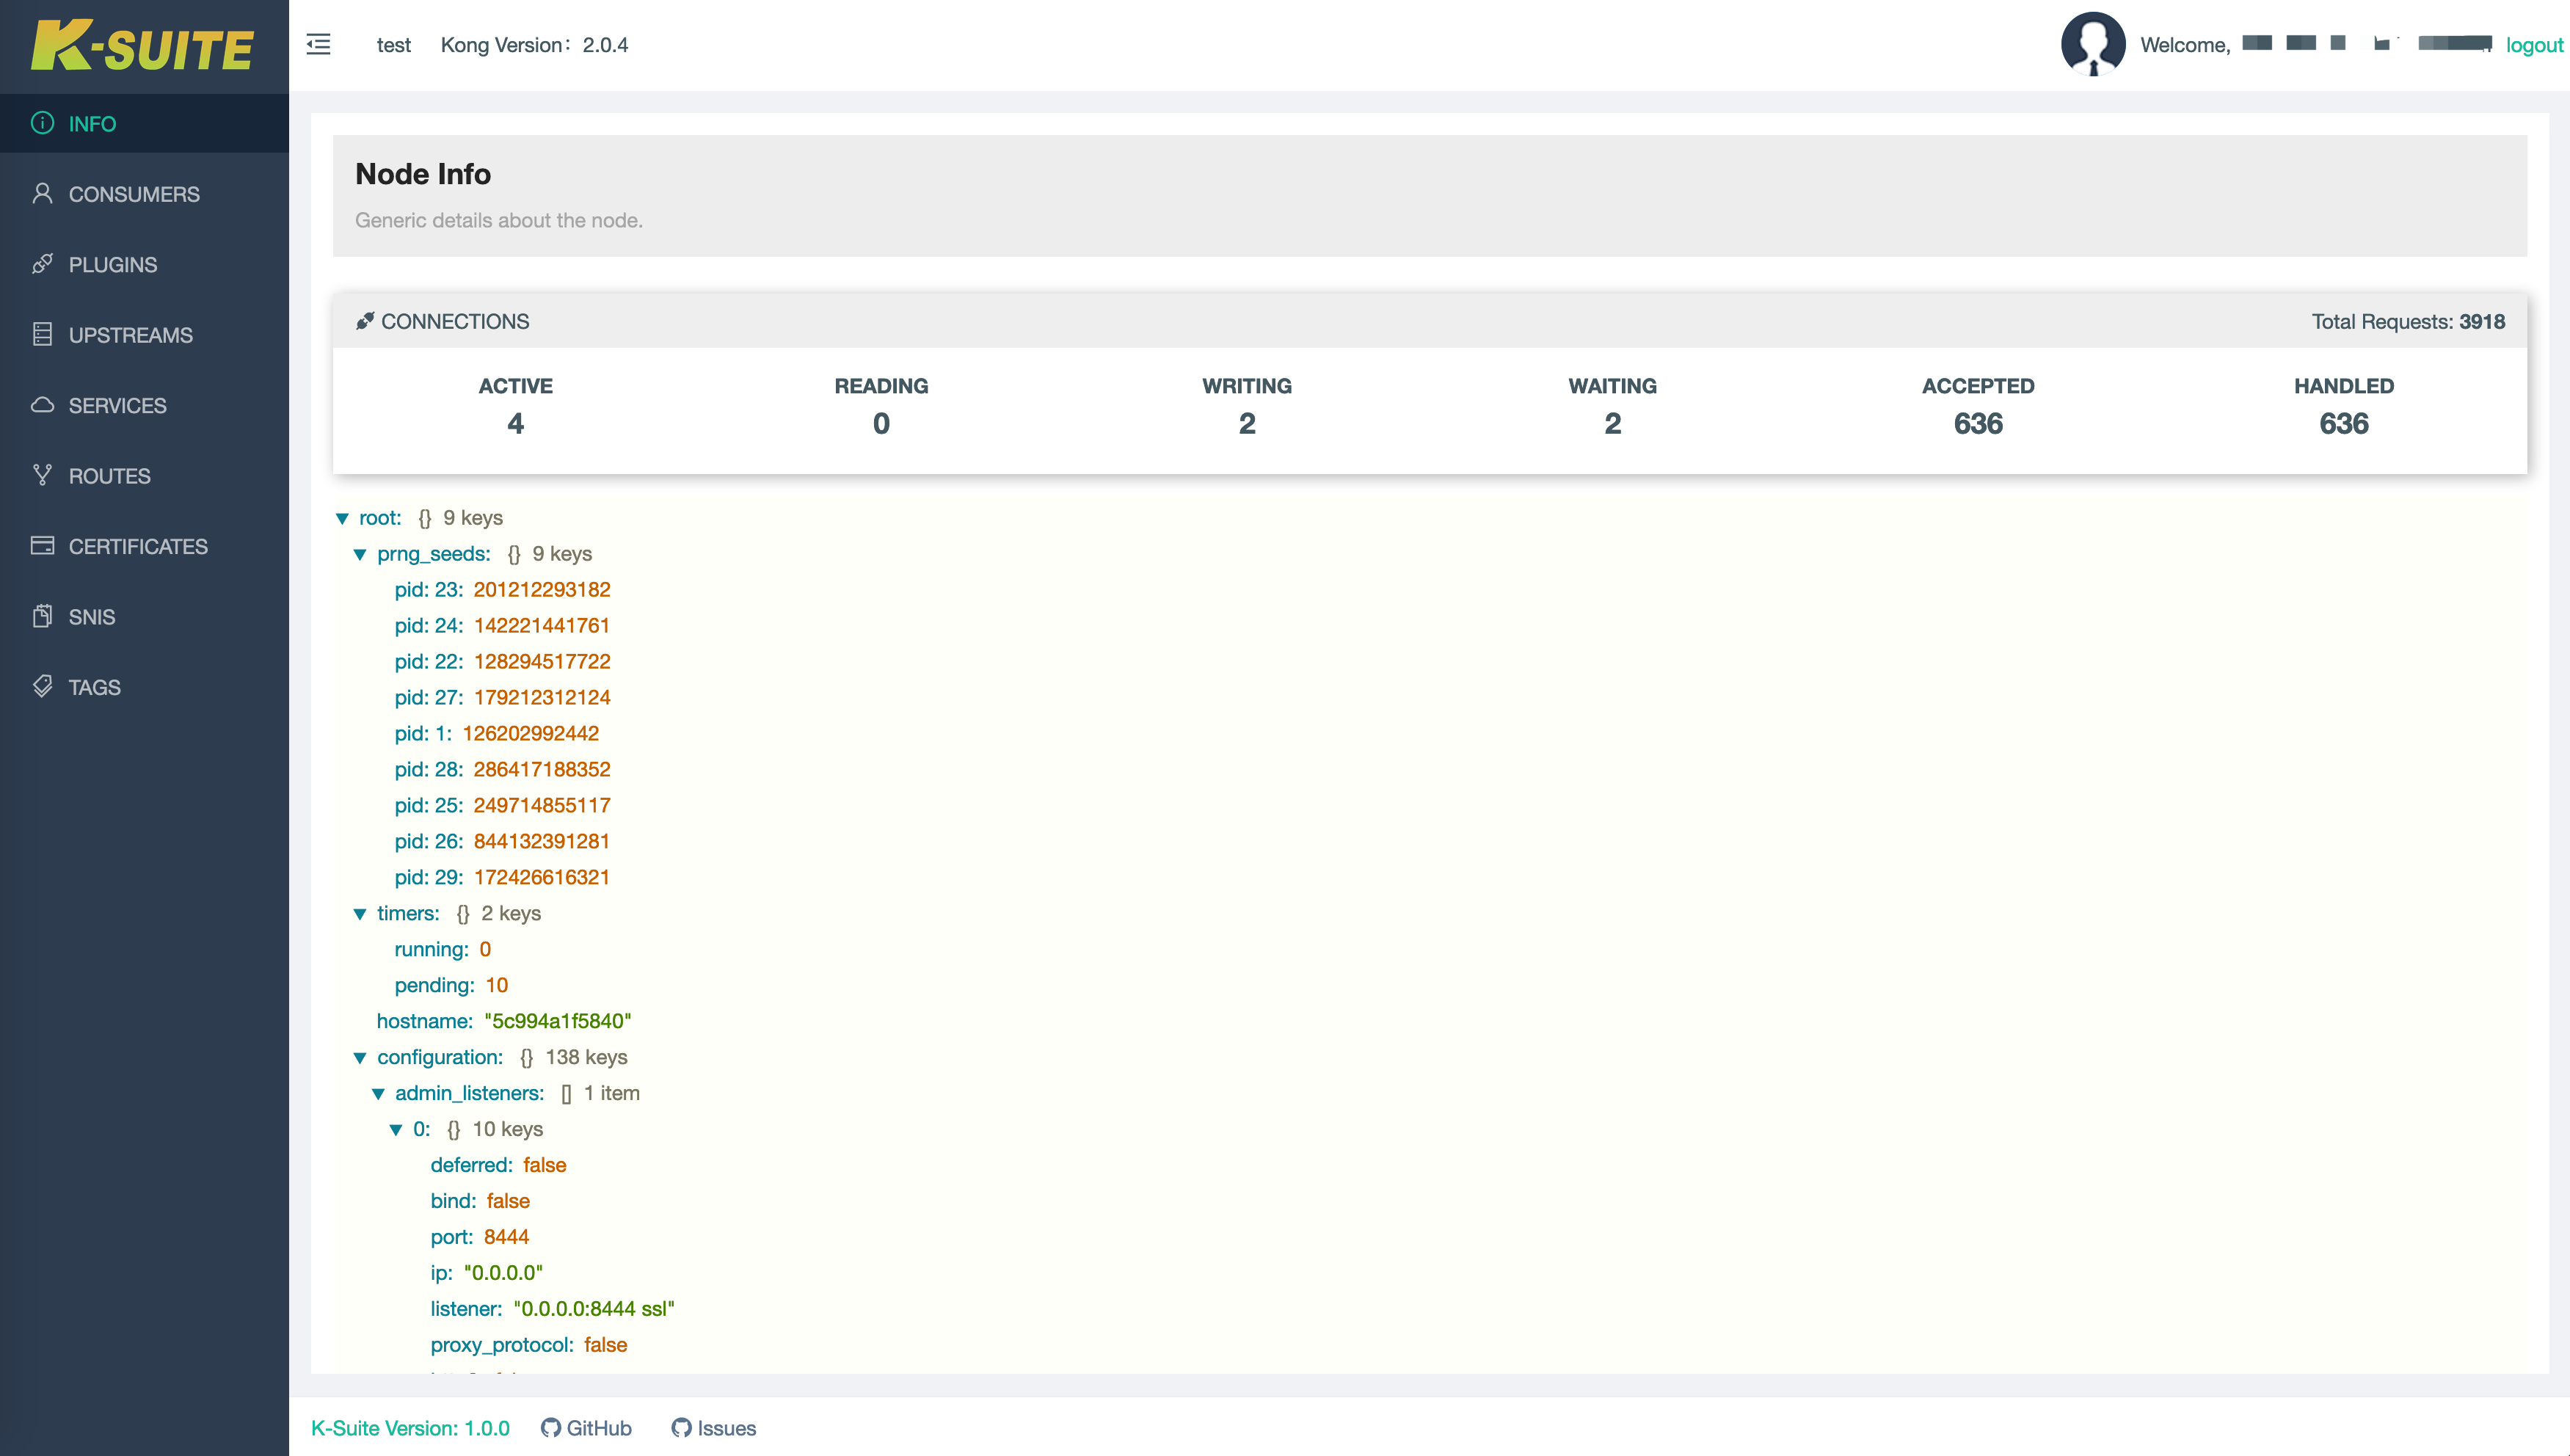 K-SUITE
test Kong Version：2.0.4
Welcome, logout
INFO
CONSUMERS
PLUGINS
UPSTREAMS
SERVICES
ROUTES
CERTIFICATES
SNIS
TAGS
Node Info
Generic details about the node.
CONNECTIONS Total Requests: 3918
ACTIVE READING WRITING WAITING ACCEPTED HANDLED
4 0 2 2 636 636
root: {} 9 keys
prng_seeds: {} 9 keys
pid: 23: 201212293182
pid: 24: 142221441761
pid: 22: 128294517722
pid: 27: 179212312124
pid: 1: 126202992442
pid: 28: 286417188352
pid: 25: 249714855117
pid: 26: 844132391281
pid: 29: 172426616321
timers: {} 2 keys
running: 0
pending: 10
hostname: "5c994a1f5840"
configuration: {} 138 keys
admin_listeners: [] 1 item
0: {} 10 keys
deferred: false
bind: false
port: 8444
ip: "0.0.0.0"
listener: "0.0.0.0:8444 ssl"
proxy_protocol: false
K-Suite Version: 1.0.0 GitHub Issues